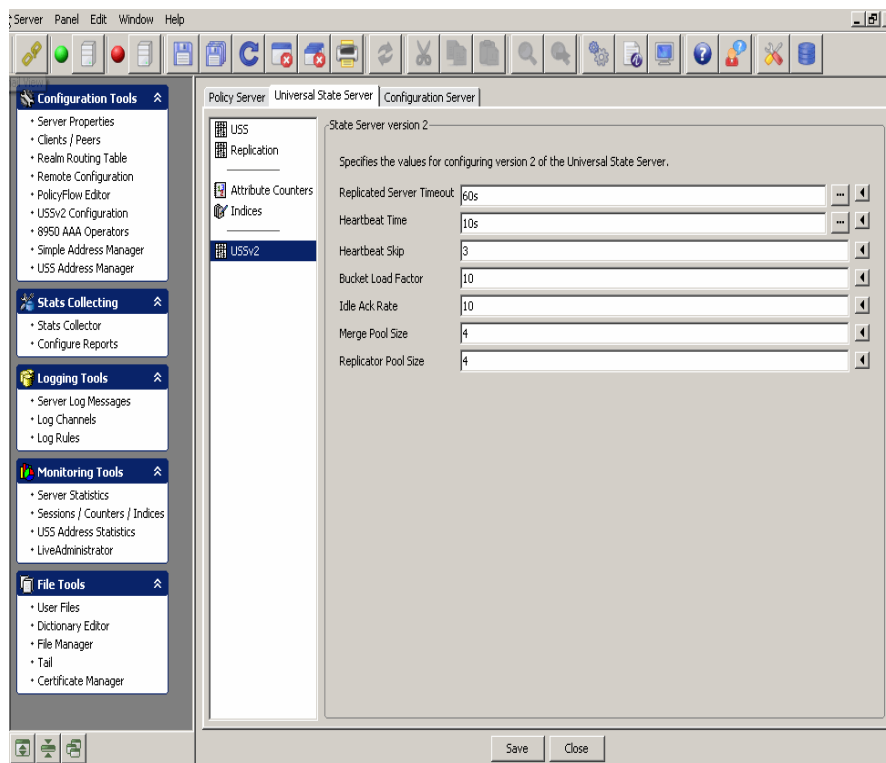 Server Panel Edit Window Help
View
Configuration Tools
Server Properties
Clients / Peers
Realm Routing Table
Remote Configuration
PolicyFlow Editor
USSv2 Configuration
8950 AAA Operators
Simple Address Manager
USS Address Manager
Stats Collecting
Stats Collector
Configure Reports
Logging Tools
Server Log Messages
Log Channels
Log Rules
Monitoring Tools
Server Statistics
Sessions / Counters / Indices
USS Address Statistics
LiveAdministrator
File Tools
User Files
Dictionary Editor
File Manager
Tail
Certificate Manager
Policy Server Universal State Server Configuration Server
USS
Replication
Attribute Counters
Indices
USSv2
State Server version 2
Specifies the values for configuring version 2 of the Universal State Server.
Replicated Server Timeout 60s ...
Heartbeat Time 10s ...
Heartbeat Skip 3
Bucket Load Factor 10
Idle Ack Rate 10
Merge Pool Size 4
Replicator Pool Size 4
Save Close